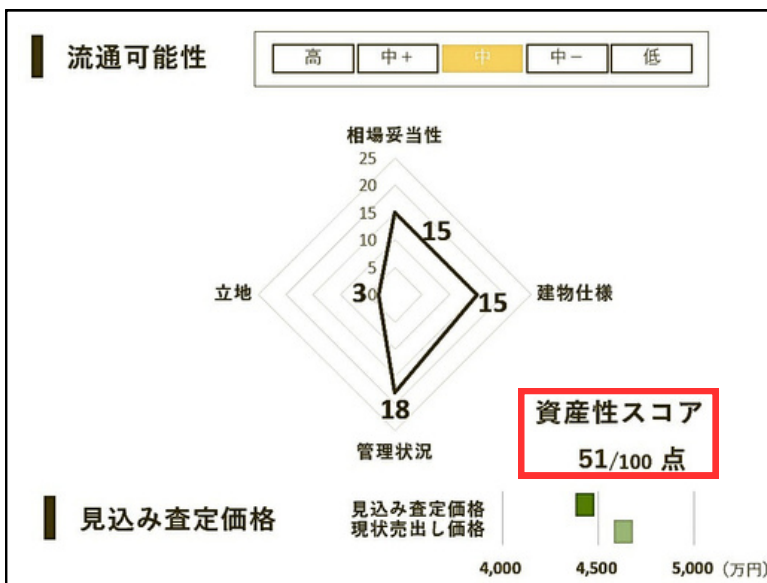 流通可能性
高 中+ 中 中− 低
相場妥当性
25
20
15
10
5
0
15
立地
3
15
建物仕様
18
管理状況
資産性スコア
51/100 点
見込み査定価格
見込み査定価格
現状売出し価格
4,000 4,500 5,000 (万円)